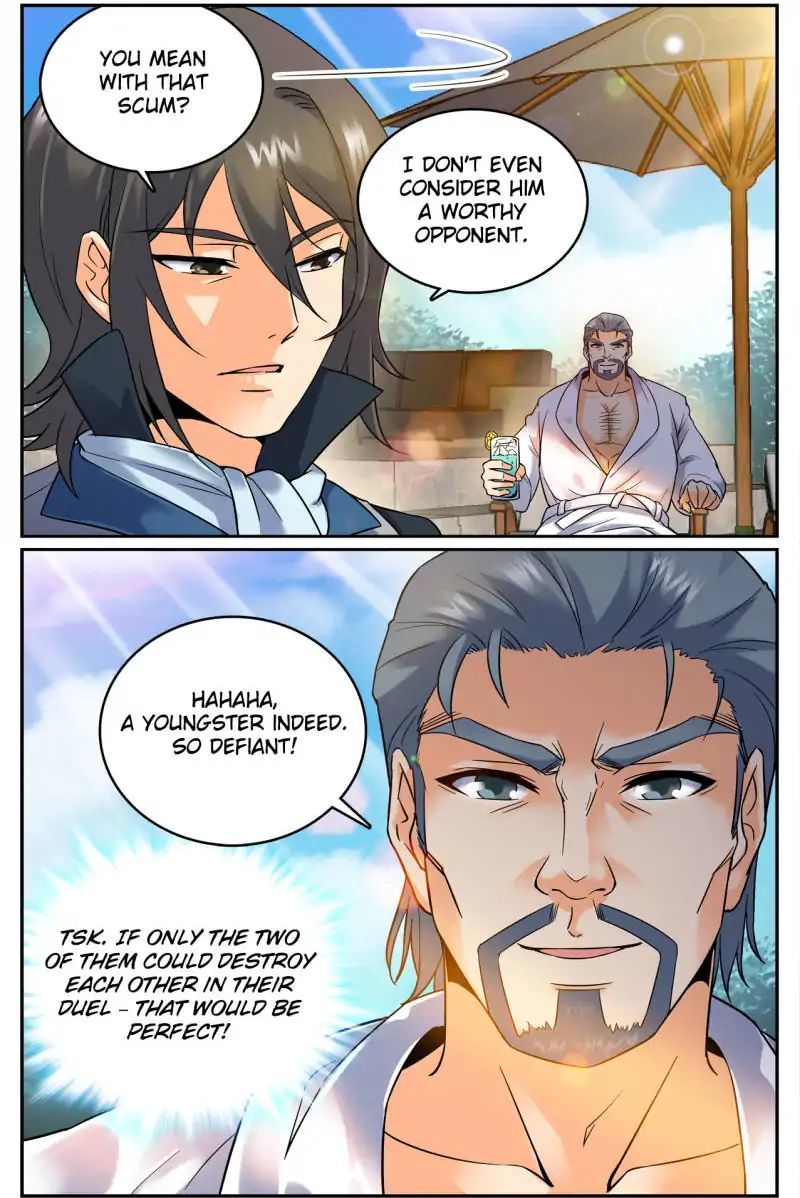 YOU MEAN
WITH THAT
SCUM?
I DON'T EVEN
CONSIDER HIM
A WORTHY
OPPONENT.
HAHAHA,
A YOUNGSTER INDEED.
SO DEFIANT!
TSK. IF ONLY THE TWO
OF THEM COULD DESTROY
EACH OTHER IN THEIR
DUEL – THAT WOULD BE
PERFECT!